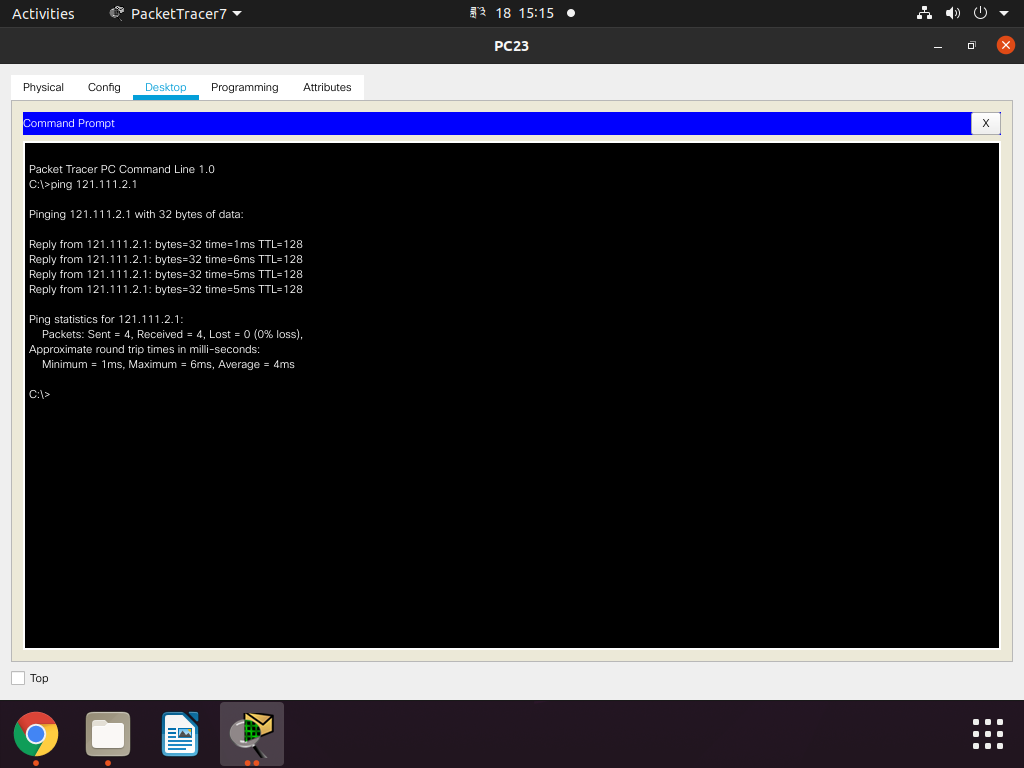 Activities PacketTracer7 18 15:15
PC23
Physical Config Desktop Programming Attributes
Command Prompt X
Packet Tracer PC Command Line 1.0
C:\>ping 121.111.2.1
Pinging 121.111.2.1 with 32 bytes of data:
Reply from 121.111.2.1: bytes=32 time=1ms TTL=128
Reply from 121.111.2.1: bytes=32 time=6ms TTL=128
Reply from 121.111.2.1: bytes=32 time=5ms TTL=128
Reply from 121.111.2.1: bytes=32 time=5ms TTL=128
Ping statistics for 121.111.2.1:
Packets: Sent = 4, Received = 4, Lost = 0 (0% loss),
Approximate round trip times in milli-seconds:
Minimum = 1ms, Maximum = 6ms, Average = 4ms
C:\>
Top